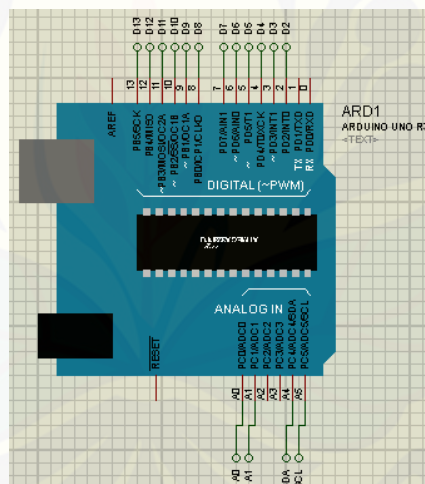 D13
D12
D11
D10
D9
D8
D7
D6
D5
D4
D3
D2
13
12
11
10
9
8
7
6
5
4
3
2
1
0
AREF
PB5/SCK
PB4/MISO
~PB3/MOSI/OC2A
~PB2/SS/OC1B
~PB1/OC1A
PB0/ICP1/CLKO
PD7/AIN1
~PD6/AIN0
~PD5/T1
PD4/T0/XCK
~PD3/INT1
PD2/INT0
TX PD1/TXD
RX PD0/RXD
ARD1
ARDUINO UNO R3
<TEXT>
DIGITAL (~PWM)
ANALOG IN
RESET
PC0/ADC0
PC1/ADC1
PC2/ADC2
PC3/ADC3
PC4/ADC4/SDA
PC5/ADC5/SCL
A0
A1
A2
A3
A4
A5
A0
A1
DA
CL